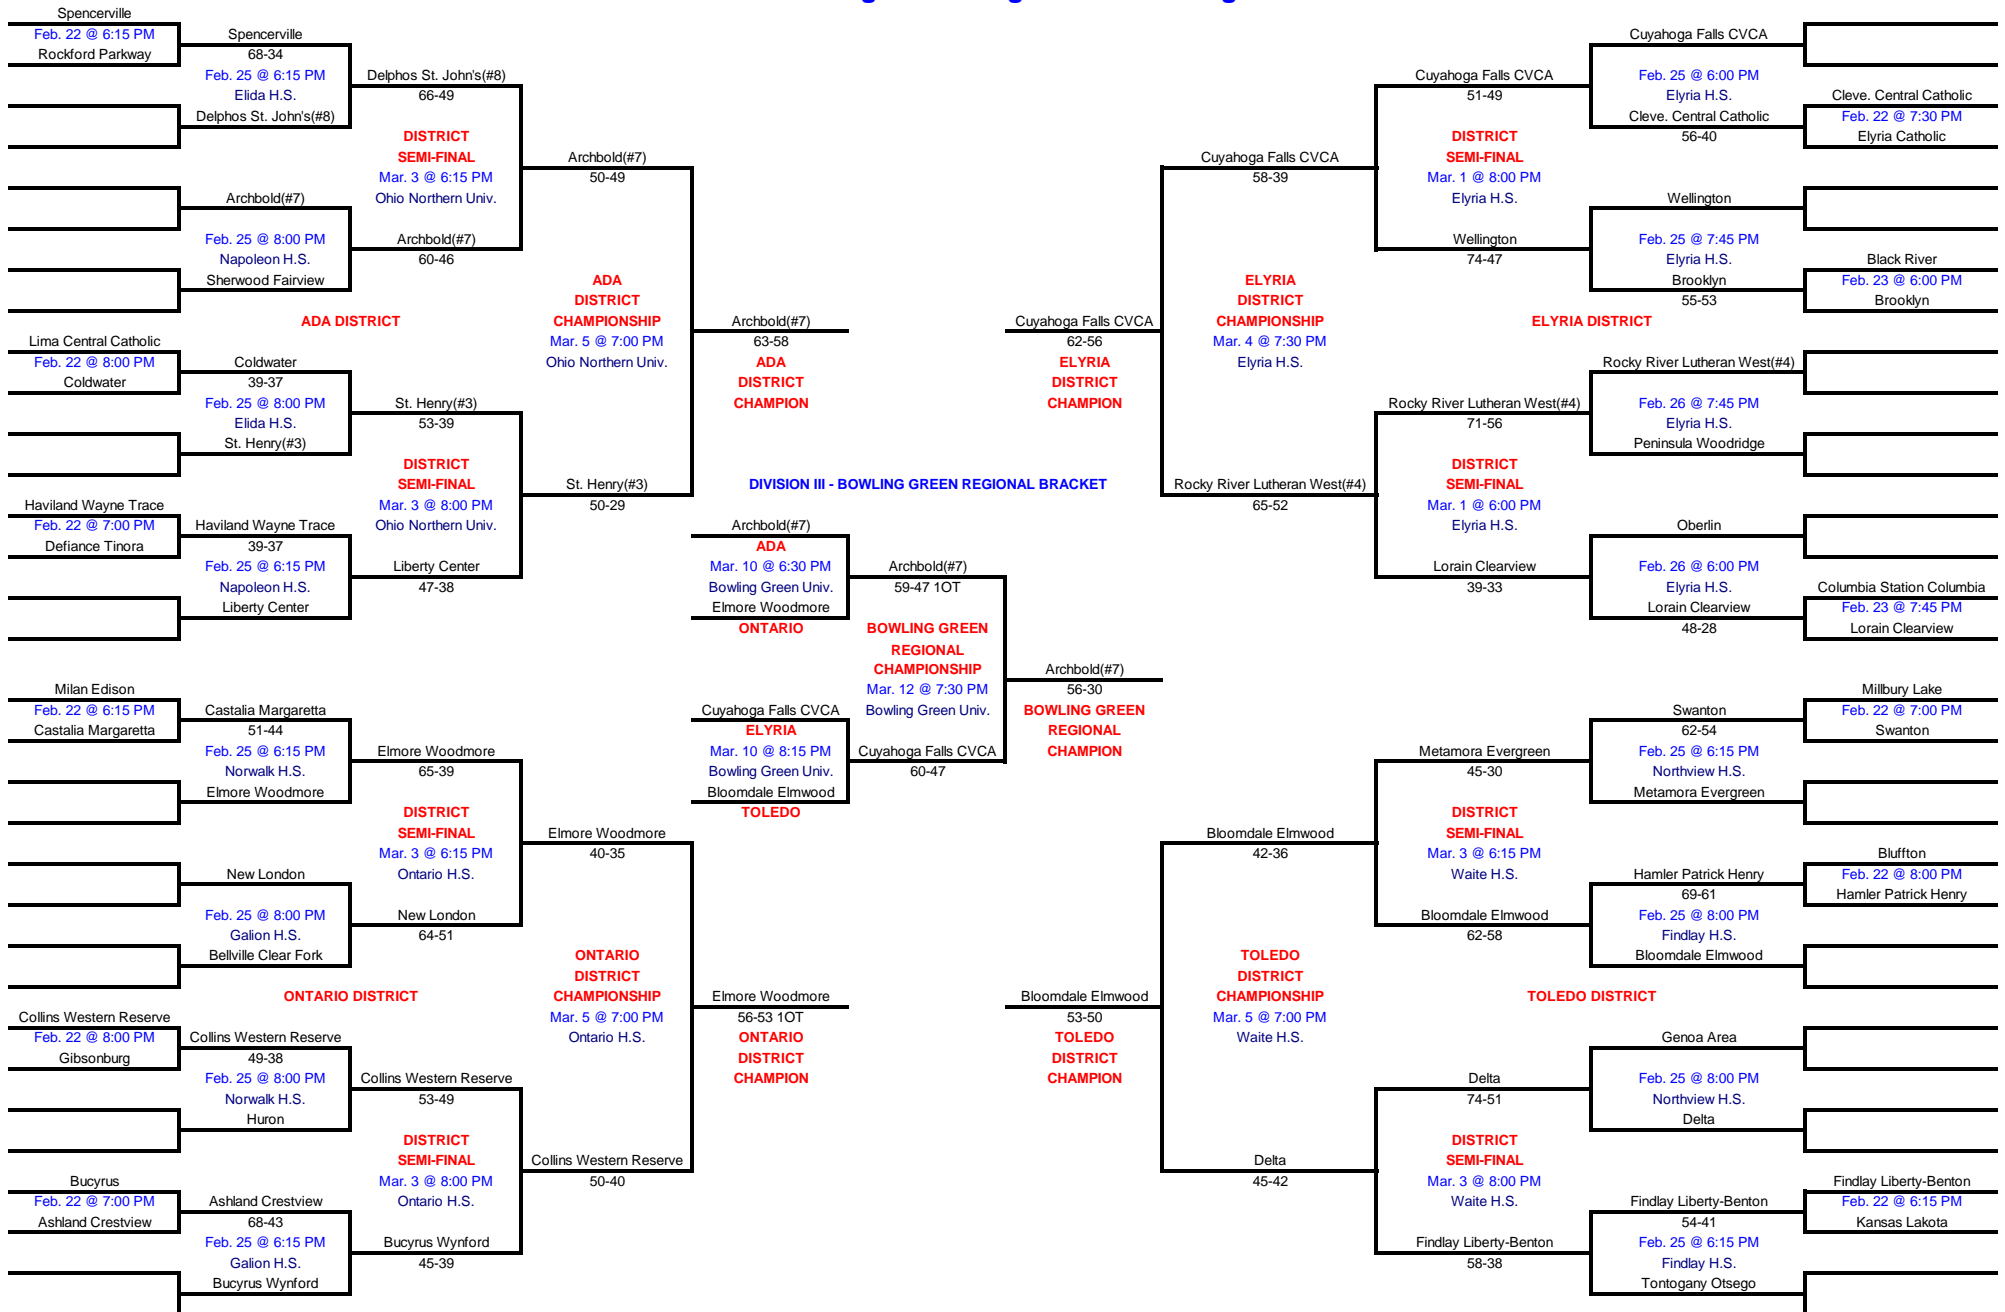 Spencerville
Feb. 22 @ 6:15 PM
Rockford Parkway
Spencerville
68-34
Feb. 25 @ 6:15 PM
Elida H.S.
Delphos St. John's(#8)
Delphos St. John's(#8)
66-49
DISTRICT
SEMI-FINAL
Mar. 3 @ 6:15 PM
Ohio Northern Univ.
Archbold(#7)
Feb. 25 @ 8:00 PM
Napoleon H.S.
Sherwood Fairview
Archbold(#7)
60-46
Archbold(#7)
50-49
ADA DISTRICT
ADA
DISTRICT
CHAMPIONSHIP
Mar. 5 @ 7:00 PM
Ohio Northern Univ.
Archbold(#7)
63-58
ADA
DISTRICT
CHAMPION
Lima Central Catholic
Feb. 22 @ 8:00 PM
Coldwater
Coldwater
39-37
Feb. 25 @ 8:00 PM
Elida H.S.
St. Henry(#3)
St. Henry(#3)
53-39
DISTRICT
SEMI-FINAL
Mar. 3 @ 8:00 PM
Ohio Northern Univ.
St. Henry(#3)
50-29
Haviland Wayne Trace
Feb. 22 @ 7:00 PM
Defiance Tinora
Haviland Wayne Trace
39-37
Feb. 25 @ 6:15 PM
Napoleon H.S.
Liberty Center
Liberty Center
47-38
Milan Edison
Feb. 22 @ 6:15 PM
Castalia Margaretta
Castalia Margaretta
51-44
Feb. 25 @ 6:15 PM
Norwalk H.S.
Elmore Woodmore
Elmore Woodmore
65-39
DISTRICT
SEMI-FINAL
Mar. 3 @ 6:15 PM
Ontario H.S.
Elmore Woodmore
40-35
New London
Feb. 25 @ 8:00 PM
Galion H.S.
Bellville Clear Fork
New London
64-51
ONTARIO DISTRICT
ONTARIO
DISTRICT
CHAMPIONSHIP
Mar. 5 @ 7:00 PM
Ontario H.S.
Elmore Woodmore
56-53 1OT
ONTARIO
DISTRICT
CHAMPION
Collins Western Reserve
Feb. 22 @ 8:00 PM
Gibsonburg
Collins Western Reserve
49-38
Feb. 25 @ 8:00 PM
Norwalk H.S.
Huron
Collins Western Reserve
53-49
DISTRICT
SEMI-FINAL
Mar. 3 @ 8:00 PM
Ontario H.S.
Collins Western Reserve
50-40
Bucyrus
Feb. 22 @ 7:00 PM
Ashland Crestview
Ashland Crestview
68-43
Feb. 25 @ 6:15 PM
Galion H.S.
Bucyrus Wynford
Bucyrus Wynford
45-39
DIVISION III - BOWLING GREEN REGIONAL BRACKET
Archbold(#7)
ADA
Mar. 10 @ 6:30 PM
Bowling Green Univ.
Elmore Woodmore
ONTARIO
Archbold(#7)
59-47 1OT
BOWLING GREEN
REGIONAL
CHAMPIONSHIP
Mar. 12 @ 7:30 PM
Bowling Green Univ.
Cuyahoga Falls CVCA
ELYRIA
Mar. 10 @ 8:15 PM
Bowling Green Univ.
Bloomdale Elmwood
TOLEDO
Cuyahoga Falls CVCA
60-47
Archbold(#7)
56-30
BOWLING GREEN
REGIONAL
CHAMPION
Cuyahoga Falls CVCA
Feb. 25 @ 6:00 PM
Elyria H.S.
Cleve. Central Catholic
56-40
Cleve. Central Catholic
Feb. 22 @ 7:30 PM
Elyria Catholic
Cuyahoga Falls CVCA
51-49
DISTRICT
SEMI-FINAL
Mar. 1 @ 8:00 PM
Elyria H.S.
Cuyahoga Falls CVCA
58-39
Wellington
Feb. 25 @ 7:45 PM
Elyria H.S.
Brooklyn
55-53
Black River
Feb. 23 @ 6:00 PM
Brooklyn
Wellington
74-47
ELYRIA DISTRICT
ELYRIA
DISTRICT
CHAMPIONSHIP
Mar. 4 @ 7:30 PM
Elyria H.S.
Cuyahoga Falls CVCA
62-56
ELYRIA
DISTRICT
CHAMPION
Rocky River Lutheran West(#4)
Feb. 26 @ 7:45 PM
Elyria H.S.
Peninsula Woodridge
Rocky River Lutheran West(#4)
71-56
DISTRICT
SEMI-FINAL
Mar. 1 @ 6:00 PM
Elyria H.S.
Rocky River Lutheran West(#4)
65-52
Oberlin
Feb. 26 @ 6:00 PM
Elyria H.S.
Lorain Clearview
48-28
Columbia Station Columbia
Feb. 23 @ 7:45 PM
Lorain Clearview
Lorain Clearview
39-33
Millbury Lake
Feb. 22 @ 7:00 PM
Swanton
Swanton
62-54
Feb. 25 @ 6:15 PM
Northview H.S.
Metamora Evergreen
Metamora Evergreen
45-30
DISTRICT
SEMI-FINAL
Mar. 3 @ 6:15 PM
Waite H.S.
Bloomdale Elmwood
42-36
Bluffton
Feb. 22 @ 8:00 PM
Hamler Patrick Henry
Hamler Patrick Henry
69-61
Feb. 25 @ 8:00 PM
Findlay H.S.
Bloomdale Elmwood
Bloomdale Elmwood
62-58
TOLEDO DISTRICT
TOLEDO
DISTRICT
CHAMPIONSHIP
Mar. 5 @ 7:00 PM
Waite H.S.
Bloomdale Elmwood
53-50
TOLEDO
DISTRICT
CHAMPION
Genoa Area
Feb. 25 @ 8:00 PM
Northview H.S.
Delta
Delta
74-51
DISTRICT
SEMI-FINAL
Mar. 3 @ 8:00 PM
Waite H.S.
Delta
45-42
Findlay Liberty-Benton
Feb. 22 @ 6:15 PM
Kansas Lakota
Findlay Liberty-Benton
54-41
Feb. 25 @ 6:15 PM
Findlay H.S.
Tontogany Otsego
Findlay Liberty-Benton
58-38